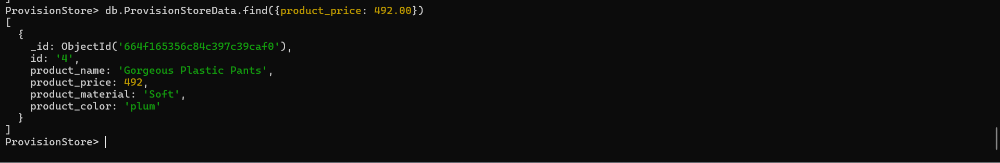 ProvisionStore> db.ProvisionStoreData.find({product_price: 492.00})
[
  {
    _id: ObjectId('664f165356c84c397c39caf0'),
    id: '4',
    product_name: 'Gorgeous Plastic Pants',
    product_price: 492,
    product_material: 'Soft',
    product_color: 'plum'
  }
]
ProvisionStore>